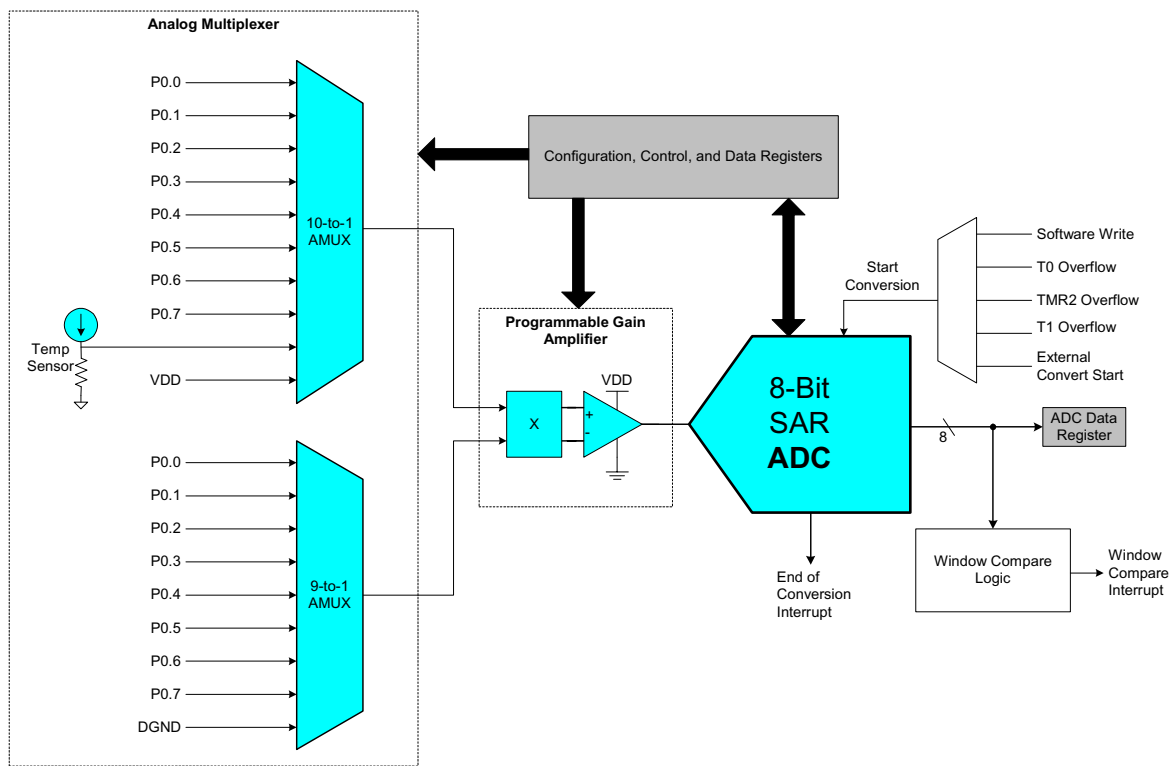 Analog Multiplexer
P0.0
P0.1
P0.2
P0.3
P0.4
P0.5
P0.6
P0.7
Temp
Sensor
VDD
10-to-1
AMUX
P0.0
P0.1
P0.2
P0.3
P0.4
P0.5
P0.6
P0.7
DGND
9-to-1
AMUX
Configuration, Control, and Data Registers
Programmable Gain
Amplifier
X
+
-
VDD
Start
Conversion
Software Write
T0 Overflow
TMR2 Overflow
T1 Overflow
External
Convert Start
8-Bit
SAR
ADC
8
ADC Data
Register
End of
Conversion
Interrupt
Window Compare
Logic
Window
Compare
Interrupt